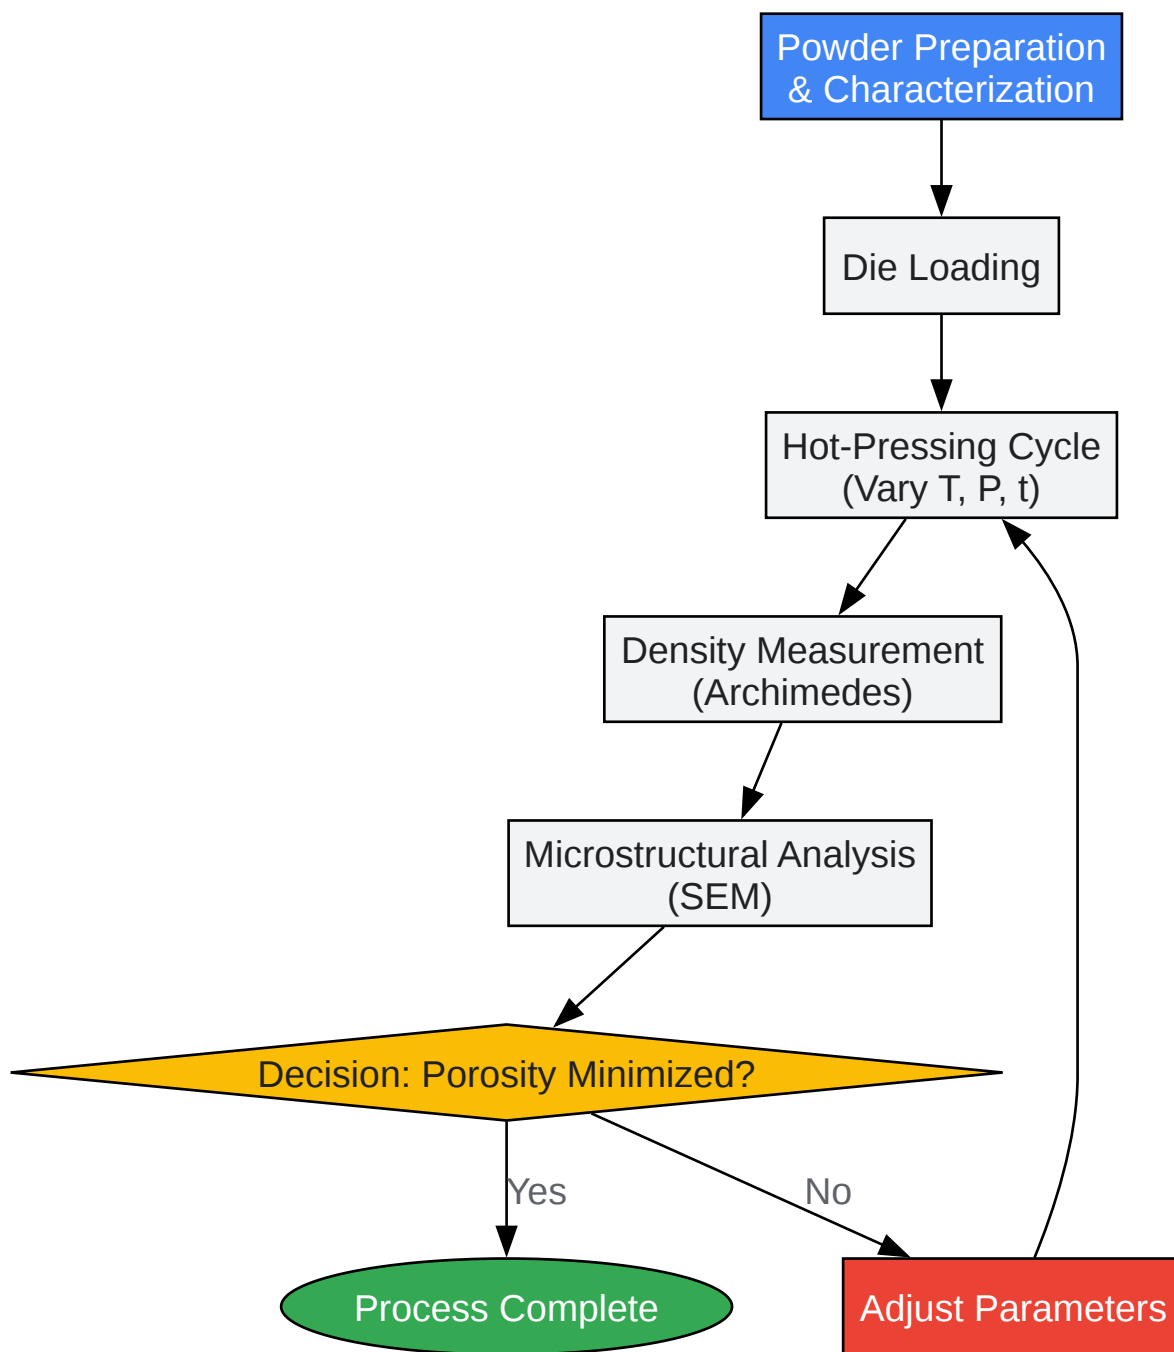 Powder Preparation
& Characterization
Die Loading
Hot-Pressing Cycle
(Vary T, P, t)
Density Measurement
(Archimedes)
Microstructural Analysis
(SEM)
Decision: Porosity Minimized?
Yes
No
Process Complete
Adjust Parameters